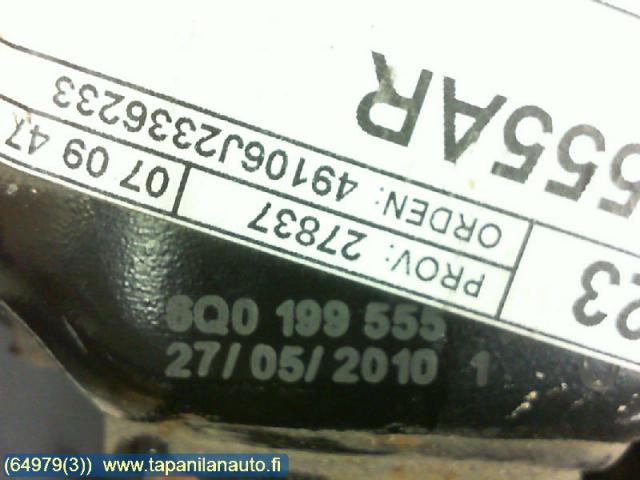 555AR
23
ORDEN: 49106J2336233
PROV: 27837
07 09 47
6Q0 199 555
27/05/2010 1
(64979(3)) www.tapanilanauto.fi